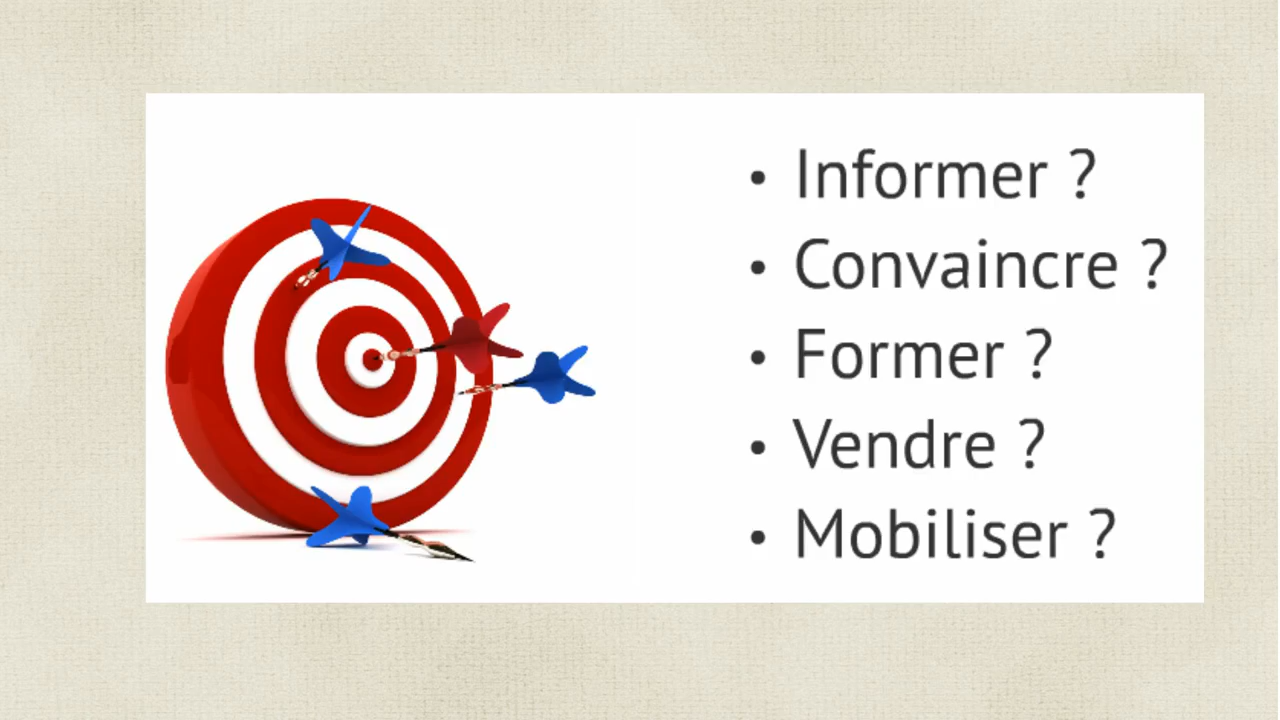 • Informer ?
• Convaincre ?
• Former ?
• Vendre ?
• Mobiliser ?